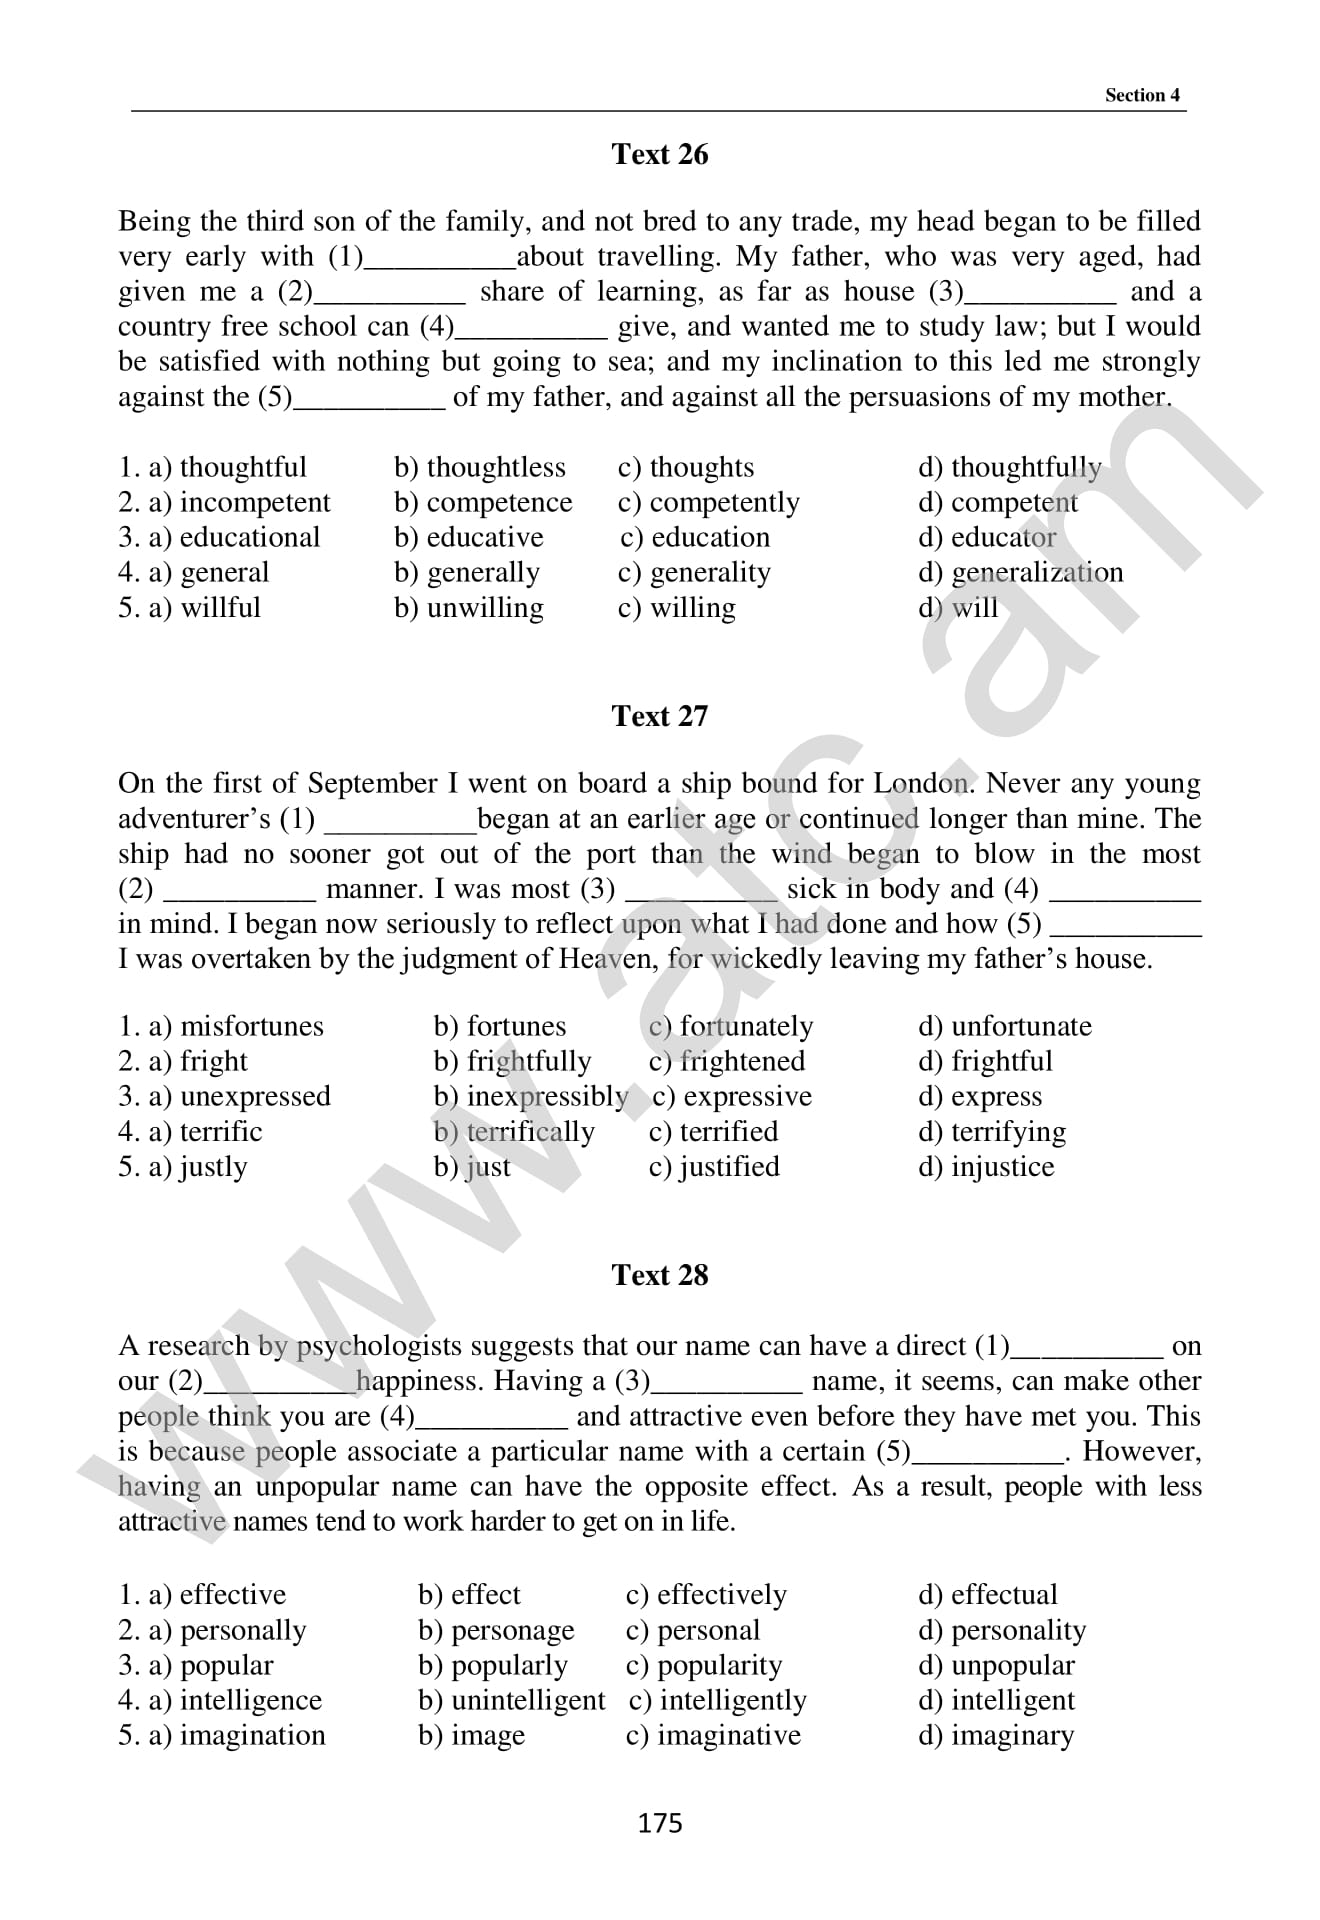 Section 4
Text 26
Being the third son of the family, and not bred to any trade, my head began to be filled
very early with (1)__________about travelling. My father, who was very aged, had
given me a (2)__________ share of learning, as far as house (3)__________ and a
country free school can (4)__________ give, and wanted me to study law; but I would
be satisfied with nothing but going to sea; and my inclination to this led me strongly
against the (5)__________ of my father, and against all the persuasions of my mother.
1. a) thoughtful b) thoughtless c) thoughts d) thoughtfully
2. a) incompetent b) competence c) competently d) competent
3. a) educational b) educative c) education d) educator
4. a) general b) generally c) generality d) generalization
5. a) willful b) unwilling c) willing d) will
Text 27
On the first of September I went on board a ship bound for London. Never any young
adventurer’s (1) __________began at an earlier age or continued longer than mine. The
ship had no sooner got out of the port than the wind began to blow in the most
(2) __________ manner. I was most (3) __________ sick in body and (4) __________
in mind. I began now seriously to reflect upon what I had done and how (5) __________
I was overtaken by the judgment of Heaven, for wickedly leaving my father’s house.
1. a) misfortunes b) fortunes c) fortunately d) unfortunate
2. a) fright b) frightfully c) frightened d) frightful
3. a) unexpressed b) inexpressibly c) expressive d) express
4. a) terrific b) terrifically c) terrified d) terrifying
5. a) justly b) just c) justified d) injustice
Text 28
A research by psychologists suggests that our name can have a direct (1)__________ on
our (2)__________happiness. Having a (3)__________ name, it seems, can make other
people think you are (4)__________ and attractive even before they have met you. This
is because people associate a particular name with a certain (5)__________. However,
having an unpopular name can have the opposite effect. As a result, people with less
attractive names tend to work harder to get on in life.
1. a) effective b) effect c) effectively d) effectual
2. a) personally b) personage c) personal d) personality
3. a) popular b) popularly c) popularity d) unpopular
4. a) intelligence b) unintelligent c) intelligently d) intelligent
5. a) imagination b) image c) imaginative d) imaginary
175
www.atc.am